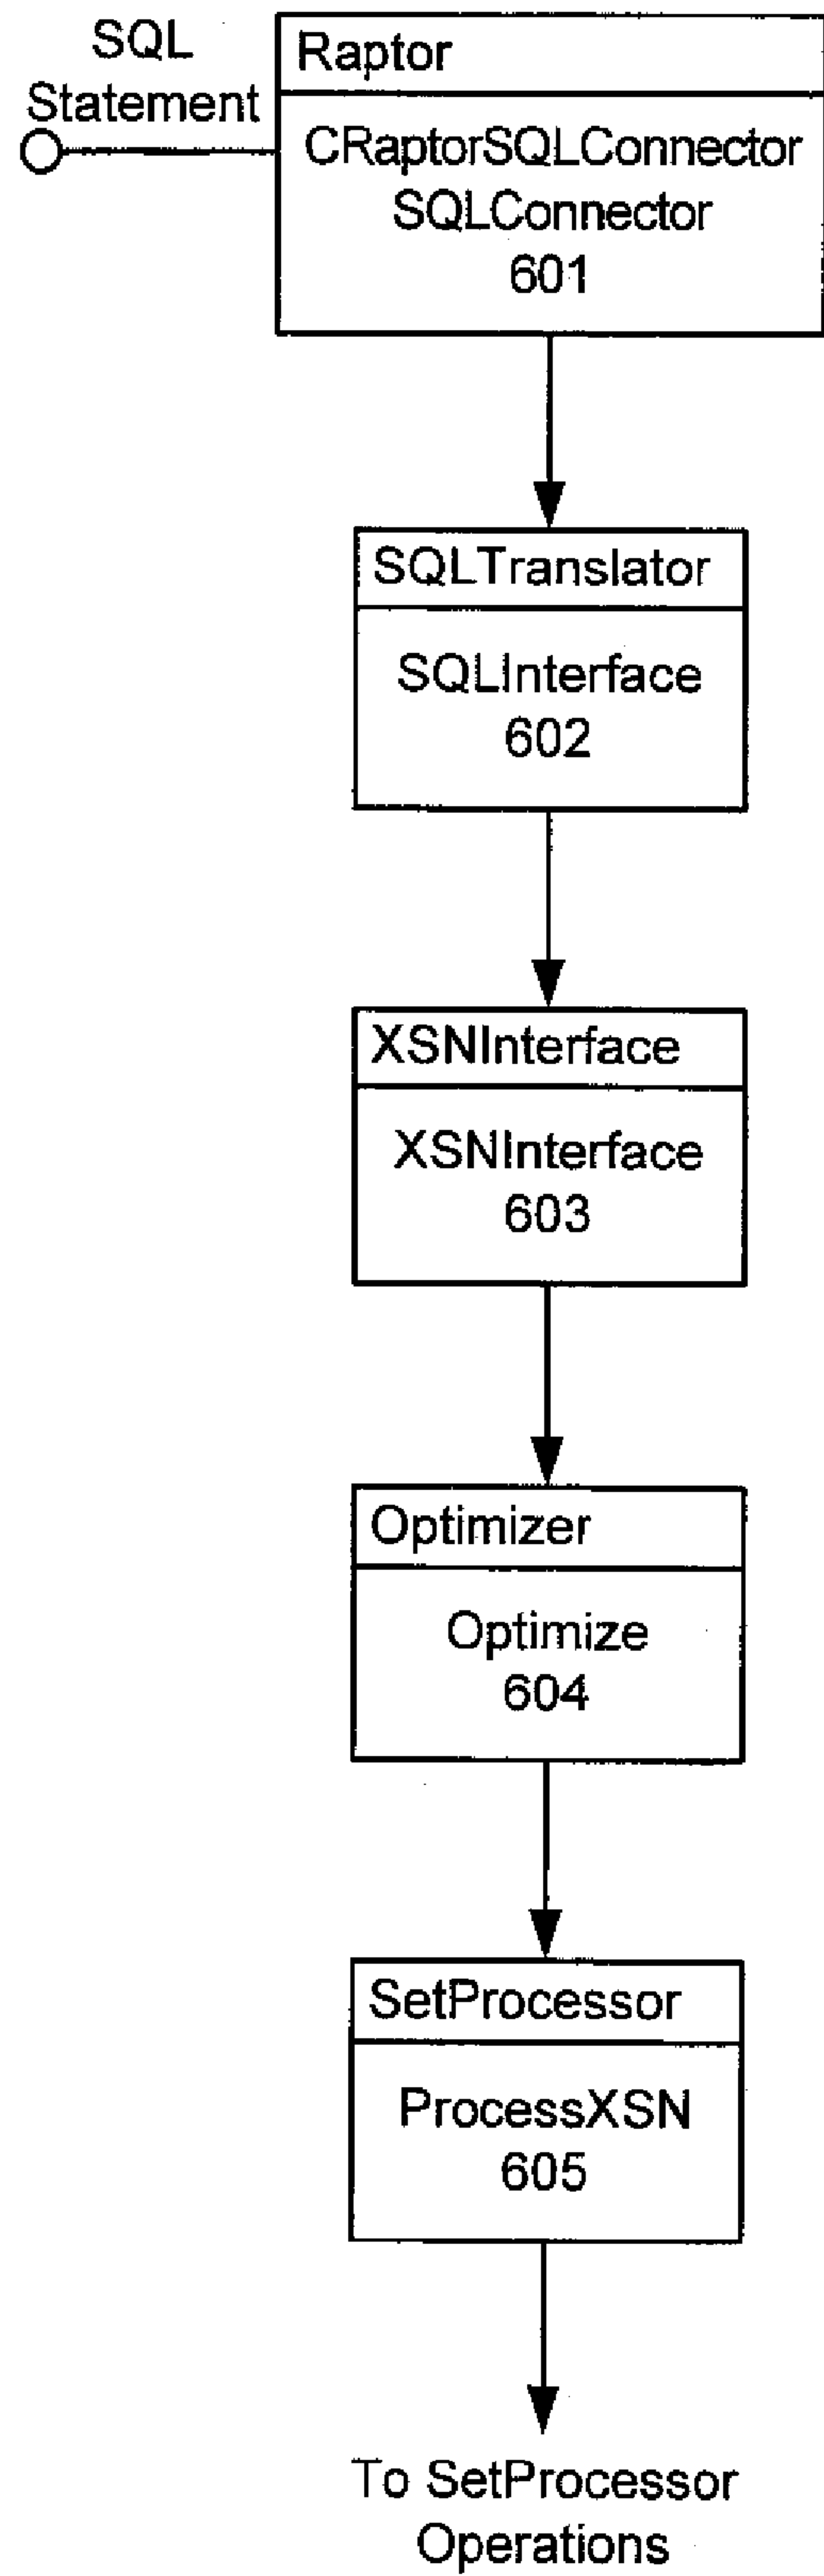 SQL
Statement
Raptor
CRaptorSQLConnector
SQLConnector
601
SQLTranslator
SQLInterface
602
XSNInterface
XSNInterface
603
Optimizer
Optimize
604
SetProcessor
ProcessXSN
605
To SetProcessor
Operations